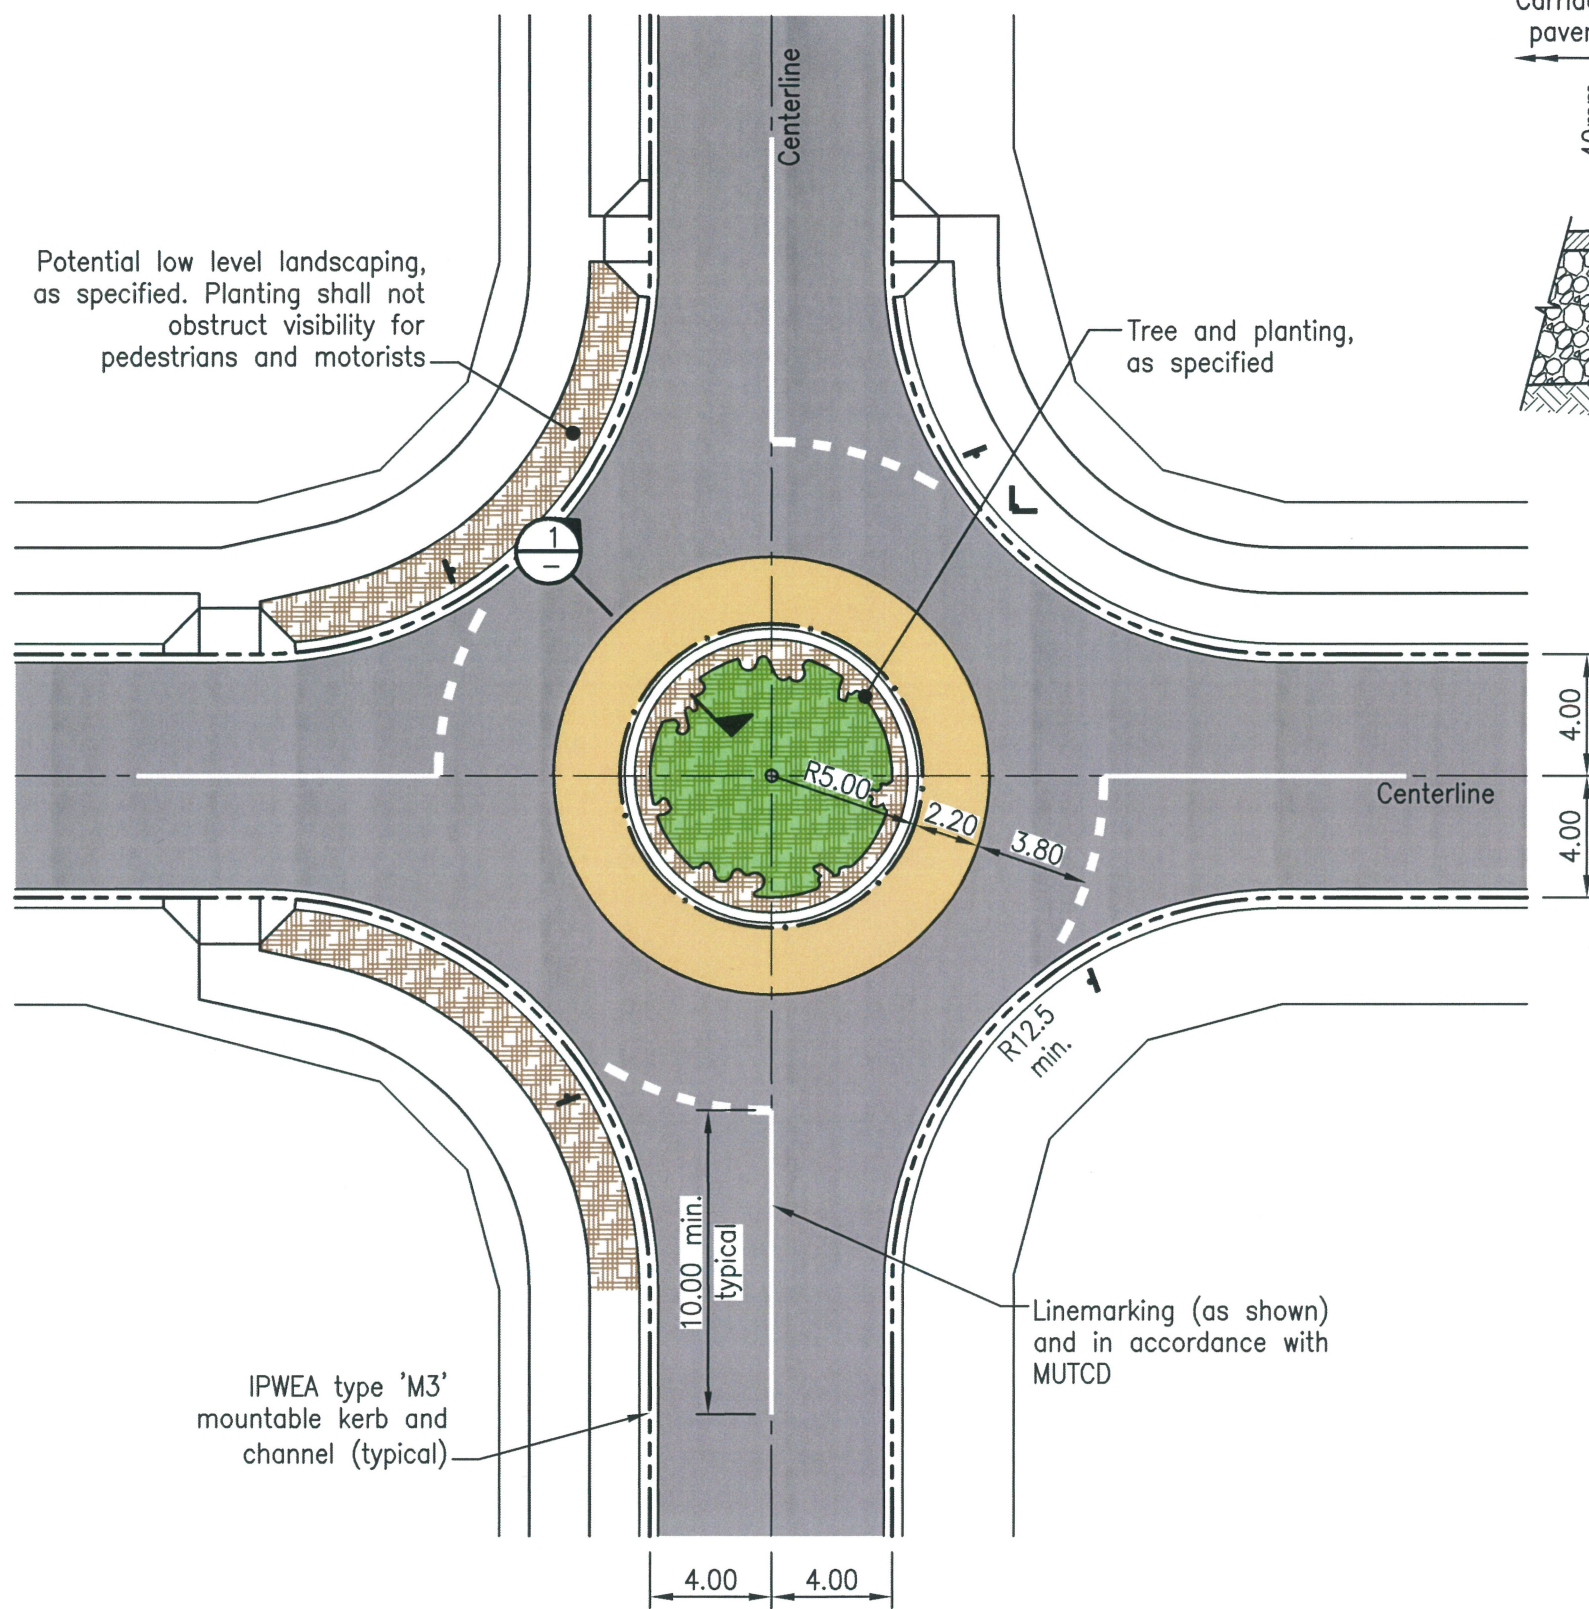 pedestrians and motorists
Centerline
Potential low level landscaping,
as specified. Planting shall not
obstruct visibility for
pedestrians and motorists
Tree and planting,
as specified
1
–
R5.00
2.20
3.80
Centerline
4.00
4.00
R12.5
min.
10.00 min.
typical
Linemarking (as shown)
and in accordance with
MUTCD
IPWEA type 'M3'
mountable kerb and
channel (typical)
4.00
4.00